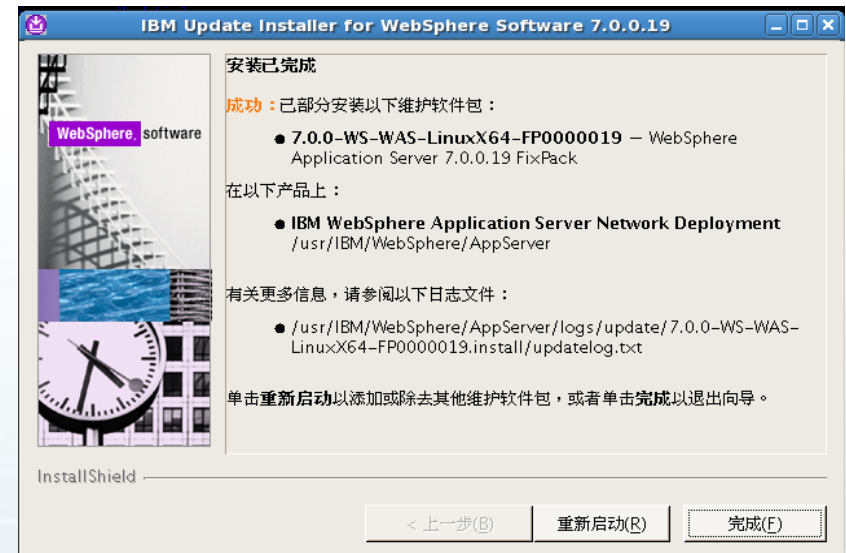 IBM Update Installer for WebSphere Software 7.0.0.19
WebSphere. software
安装已完成
成功：已部分安装以下维护软件包：
● 7.0.0-WS-WAS-LinuxX64-FP0000019 — WebSphere
Application Server 7.0.0.19 FixPack
在以下产品上：
● IBM WebSphere Application Server Network Deployment
/usr/IBM/WebSphere/AppServer
有关更多信息，请参阅以下日志文件：
● /usr/IBM/WebSphere/AppServer/logs/update/7.0.0-WS-WAS-
LinuxX64-FP0000019.install/updatelog.txt
单击重新启动以添加或除去其他维护软件包，或者单击完成以退出向导。
InstallShield
< 上一步(B)
重新启动(R)
完成(F)